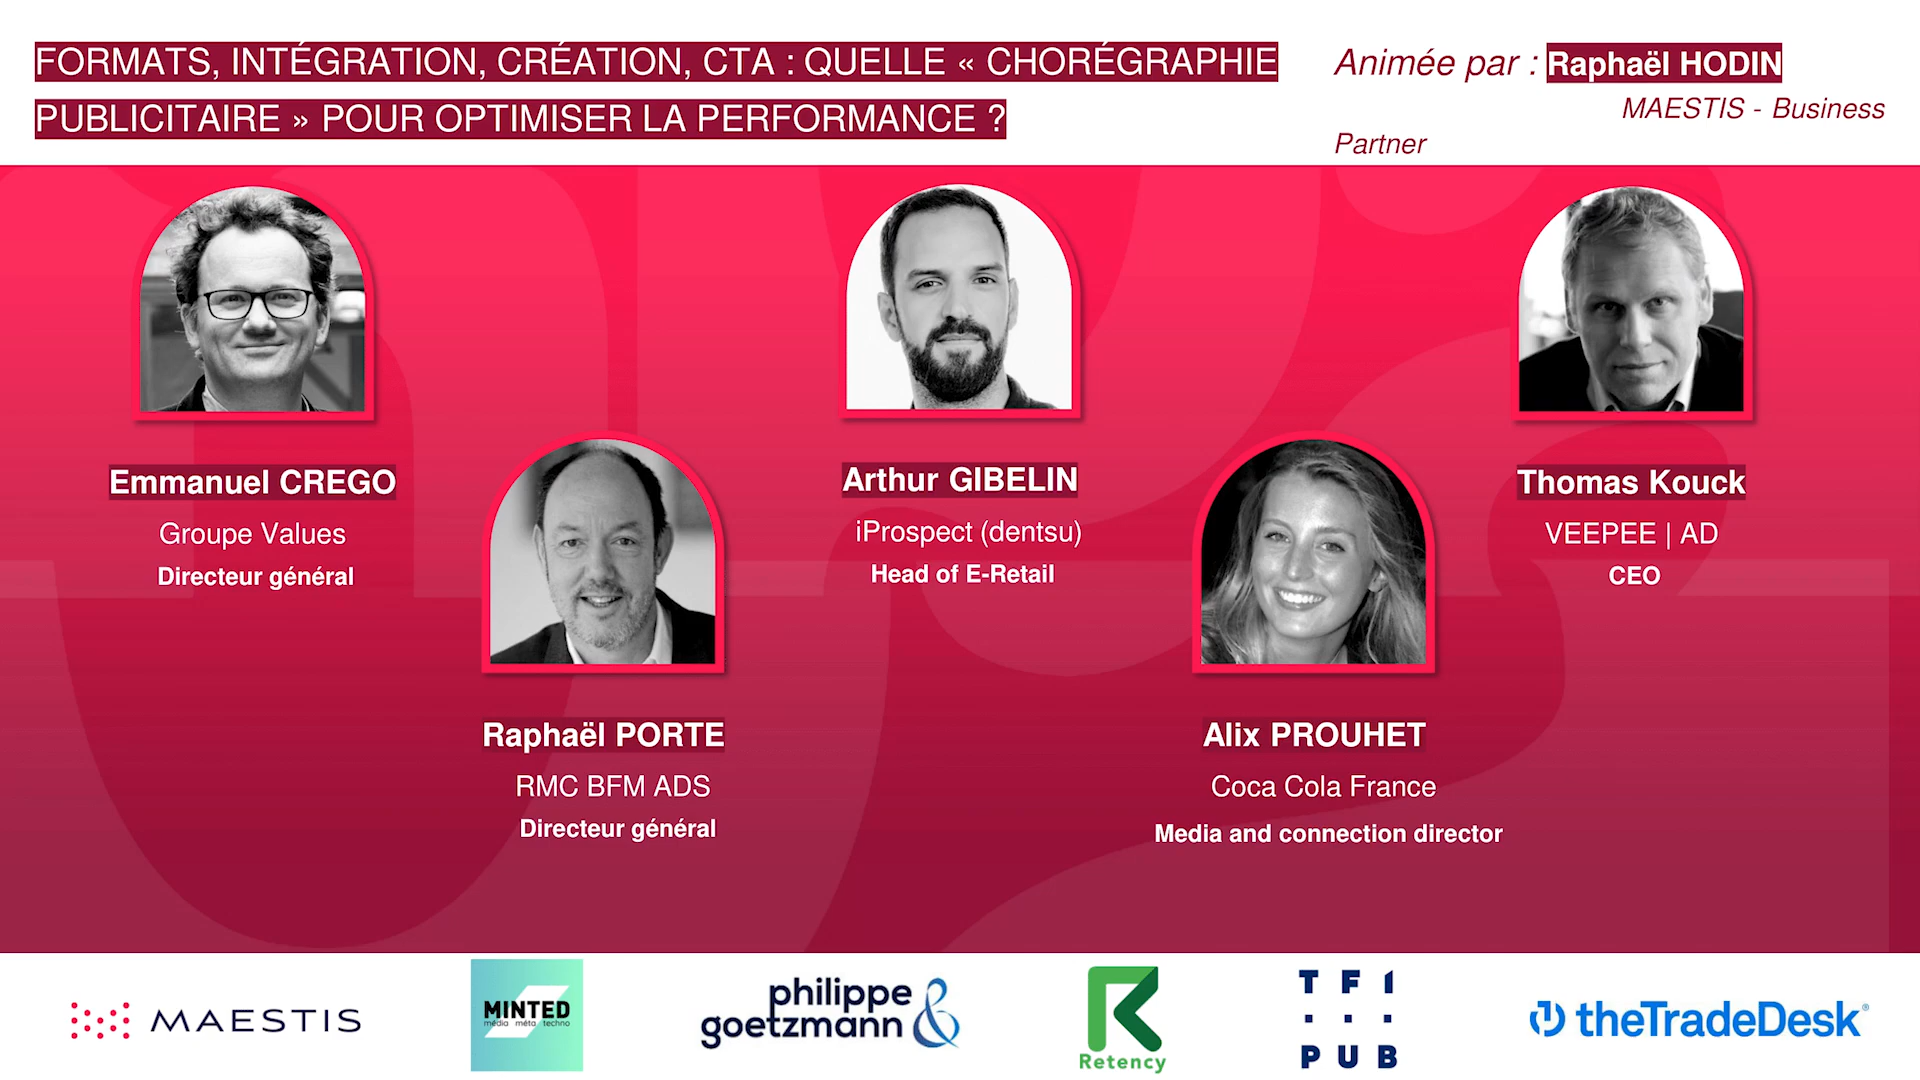 FORMATS, INTÉGRATION, CRÉATION, CTA : QUELLE « CHORÉGRAPHIE
PUBLICITAIRE » POUR OPTIMISER LA PERFORMANCE ?
Animée par : Raphaël HODIN
MAESTIS - Business
Partner
Emmanuel CREGO
Groupe Values
Directeur général
Raphaël PORTE
RMC BFM ADS
Directeur général
Arthur GIBELIN
iProspect (dentsu)
Head of E-Retail
Alix PROUHET
Coca Cola France
Media and connection director
Thomas Kouck
VEEPEE | AD
CEO
MAESTIS
MINTED
média méta techno
philippe
goetzmann &
Retency
TF1
PUB
theTradeDesk®